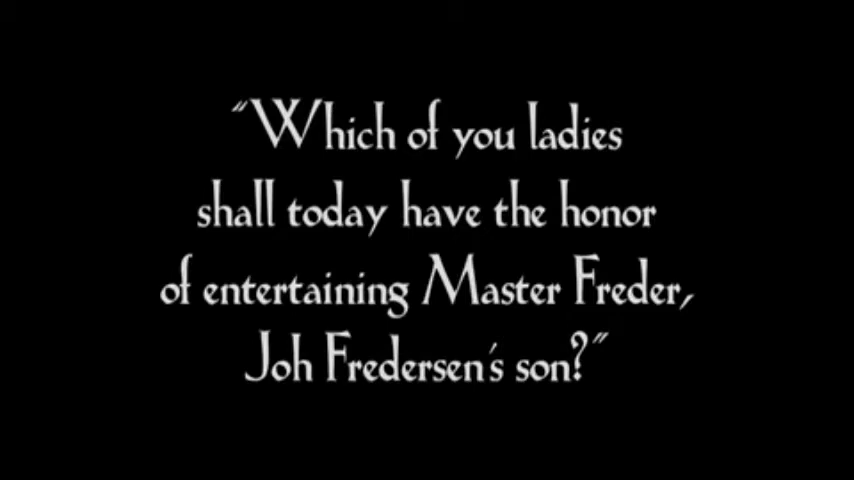 "Which of you ladies
shall today have the honor
of entertaining Master Freder,
Joh Fredersen's son?"